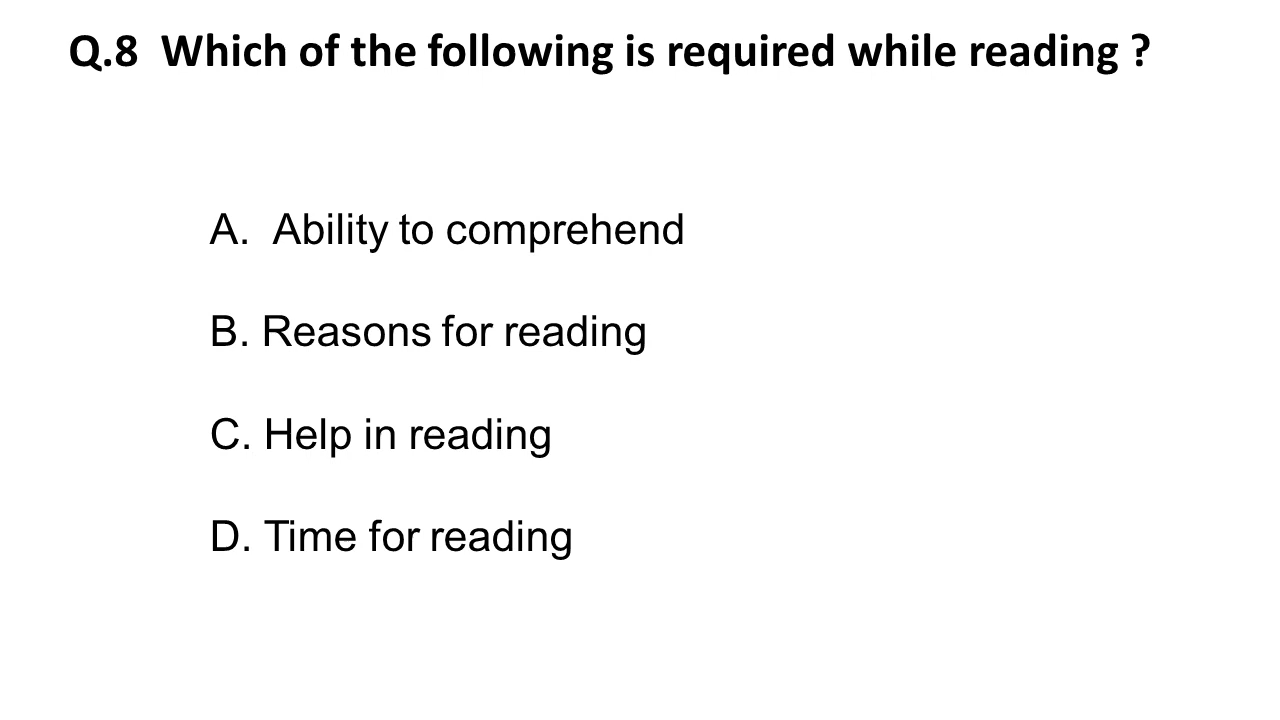 Q.8 Which of the following is required while reading ?
A. Ability to comprehend
B. Reasons for reading
C. Help in reading
D. Time for reading